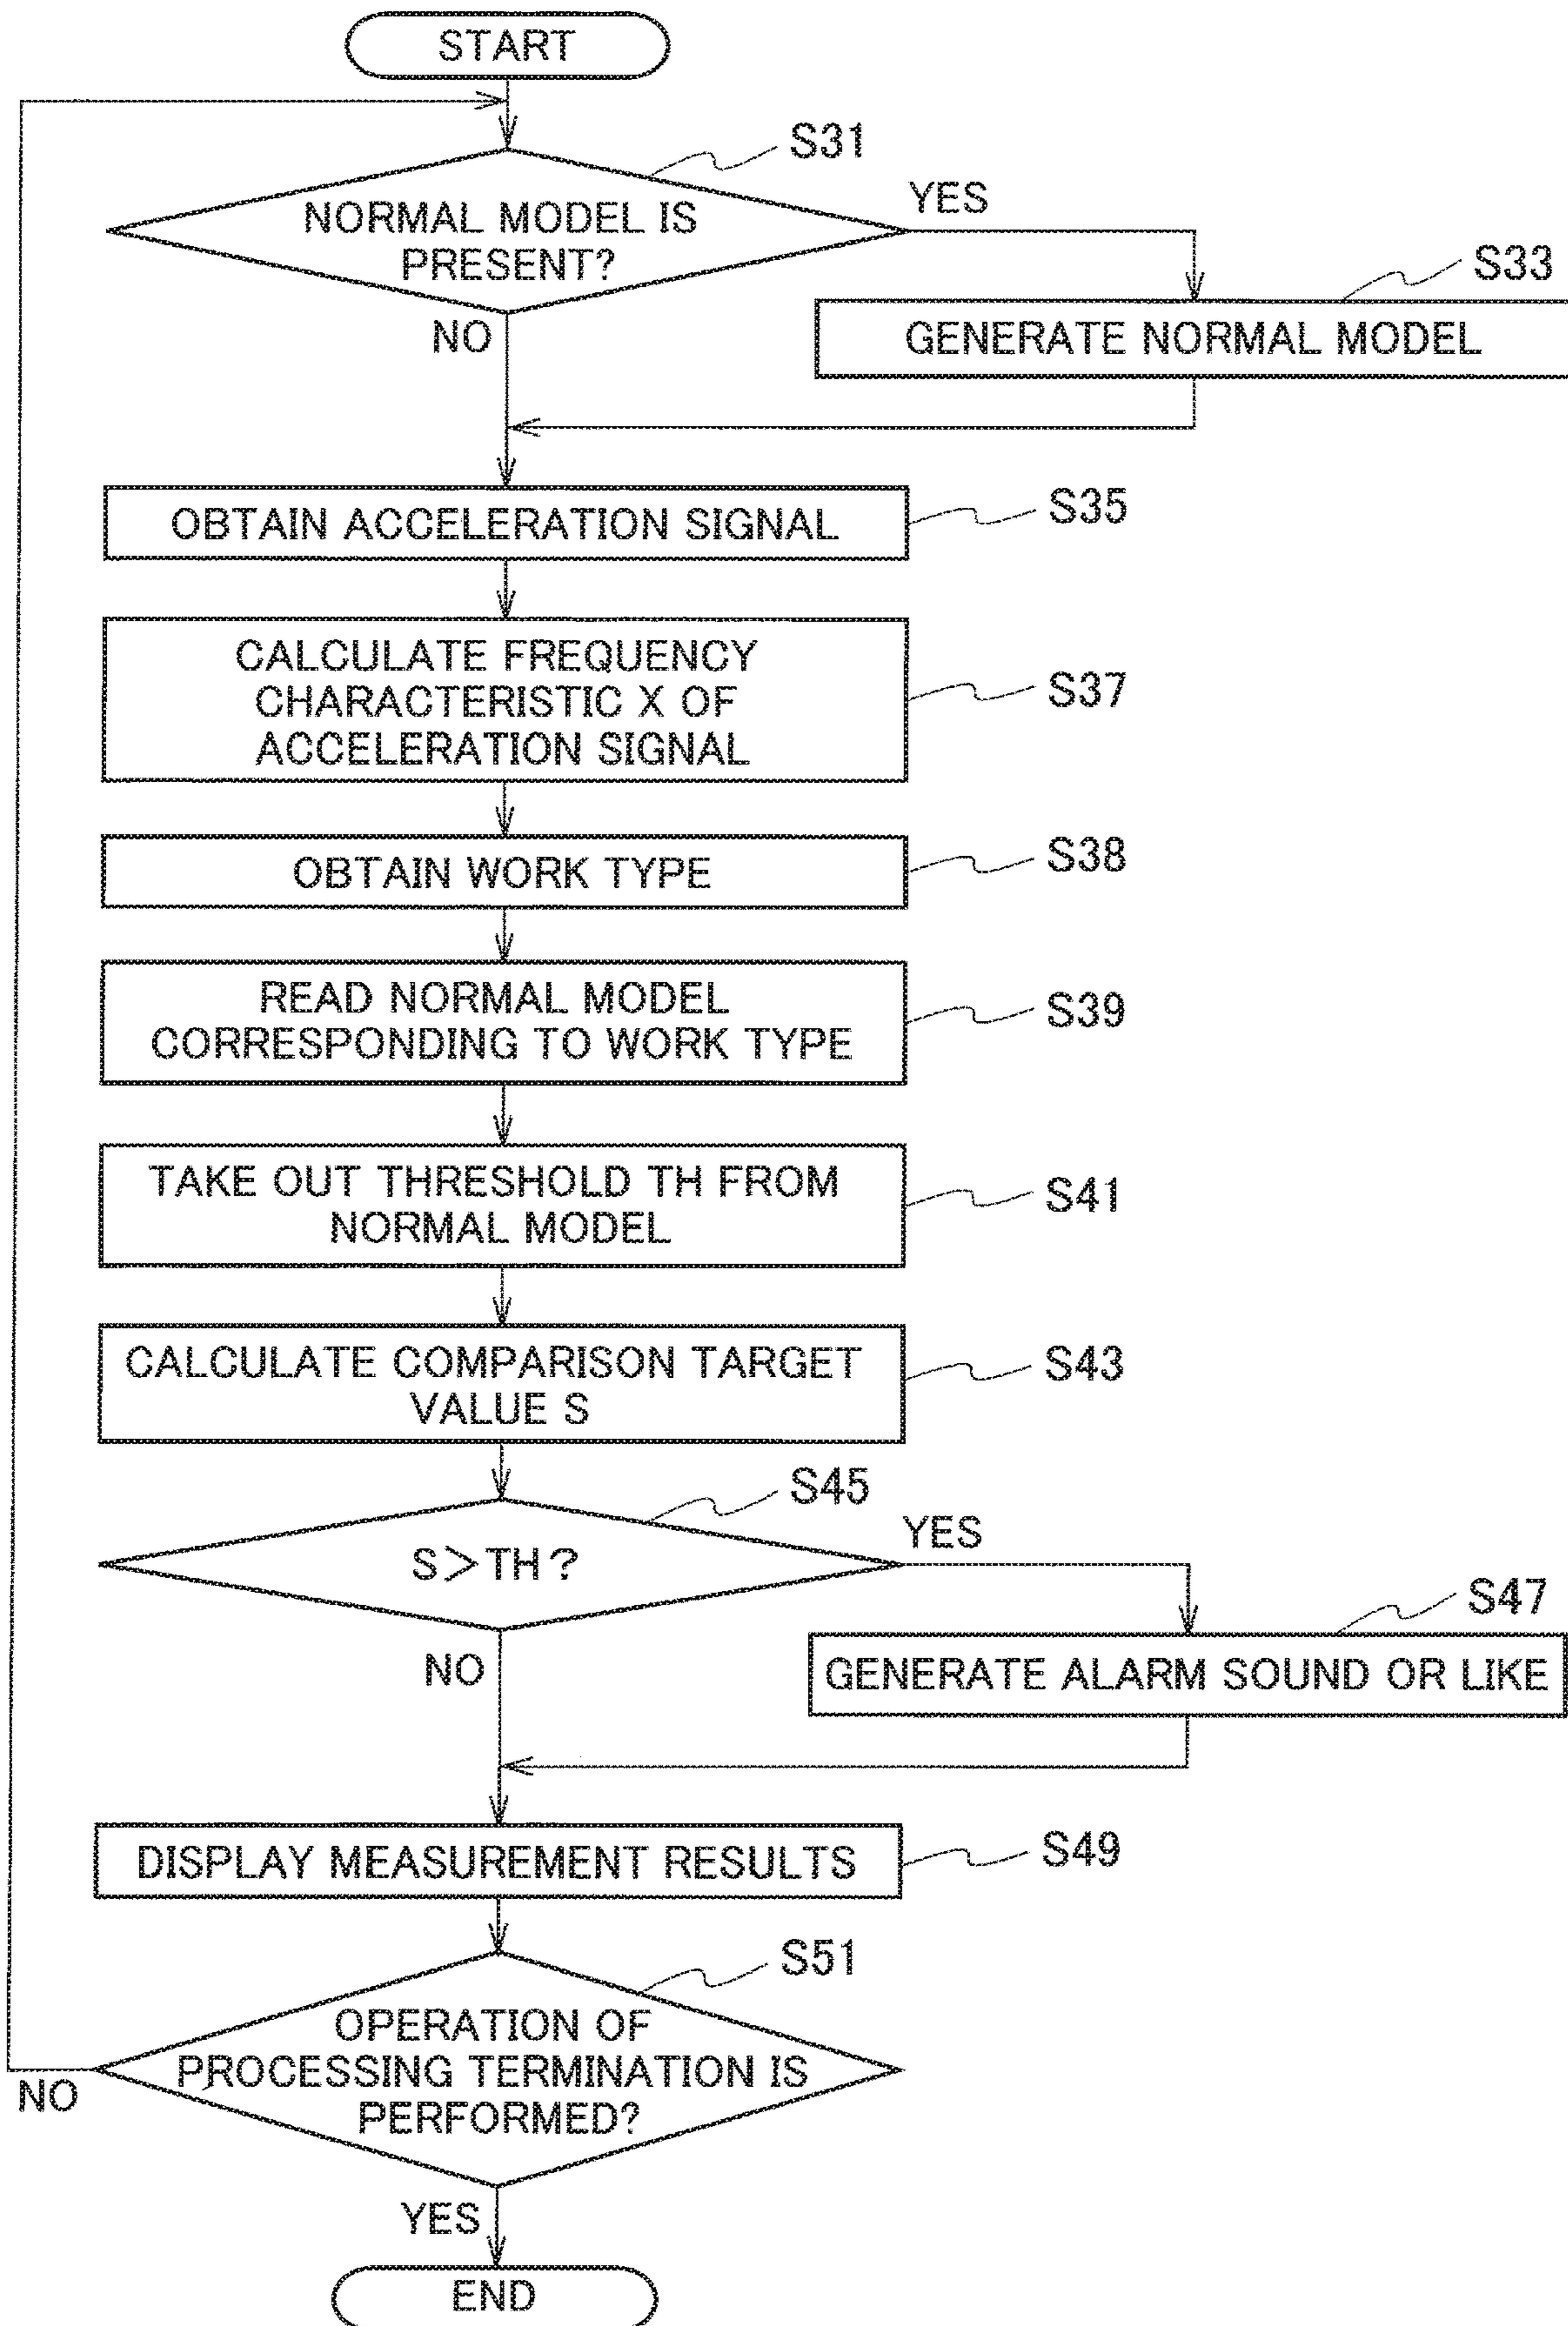 START
S31
NORMAL MODEL IS
PRESENT?
YES
NO
S33
GENERATE NORMAL MODEL
OBTAIN ACCELERATION SIGNAL
S35
CALCULATE FREQUENCY
CHARACTERISTIC X OF
ACCELERATION SIGNAL
S37
OBTAIN WORK TYPE
S38
READ NORMAL MODEL
CORRESPONDING TO WORK TYPE
S39
TAKE OUT THRESHOLD TH FROM
NORMAL MODEL
S41
CALCULATE COMPARISON TARGET
VALUE S
S43
S45
S>TH?
YES
NO
S47
GENERATE ALARM SOUND OR LIKE
DISPLAY MEASUREMENT RESULTS
S49
S51
OPERATION OF
PROCESSING TERMINATION IS
PERFORMED?
NO
YES
END